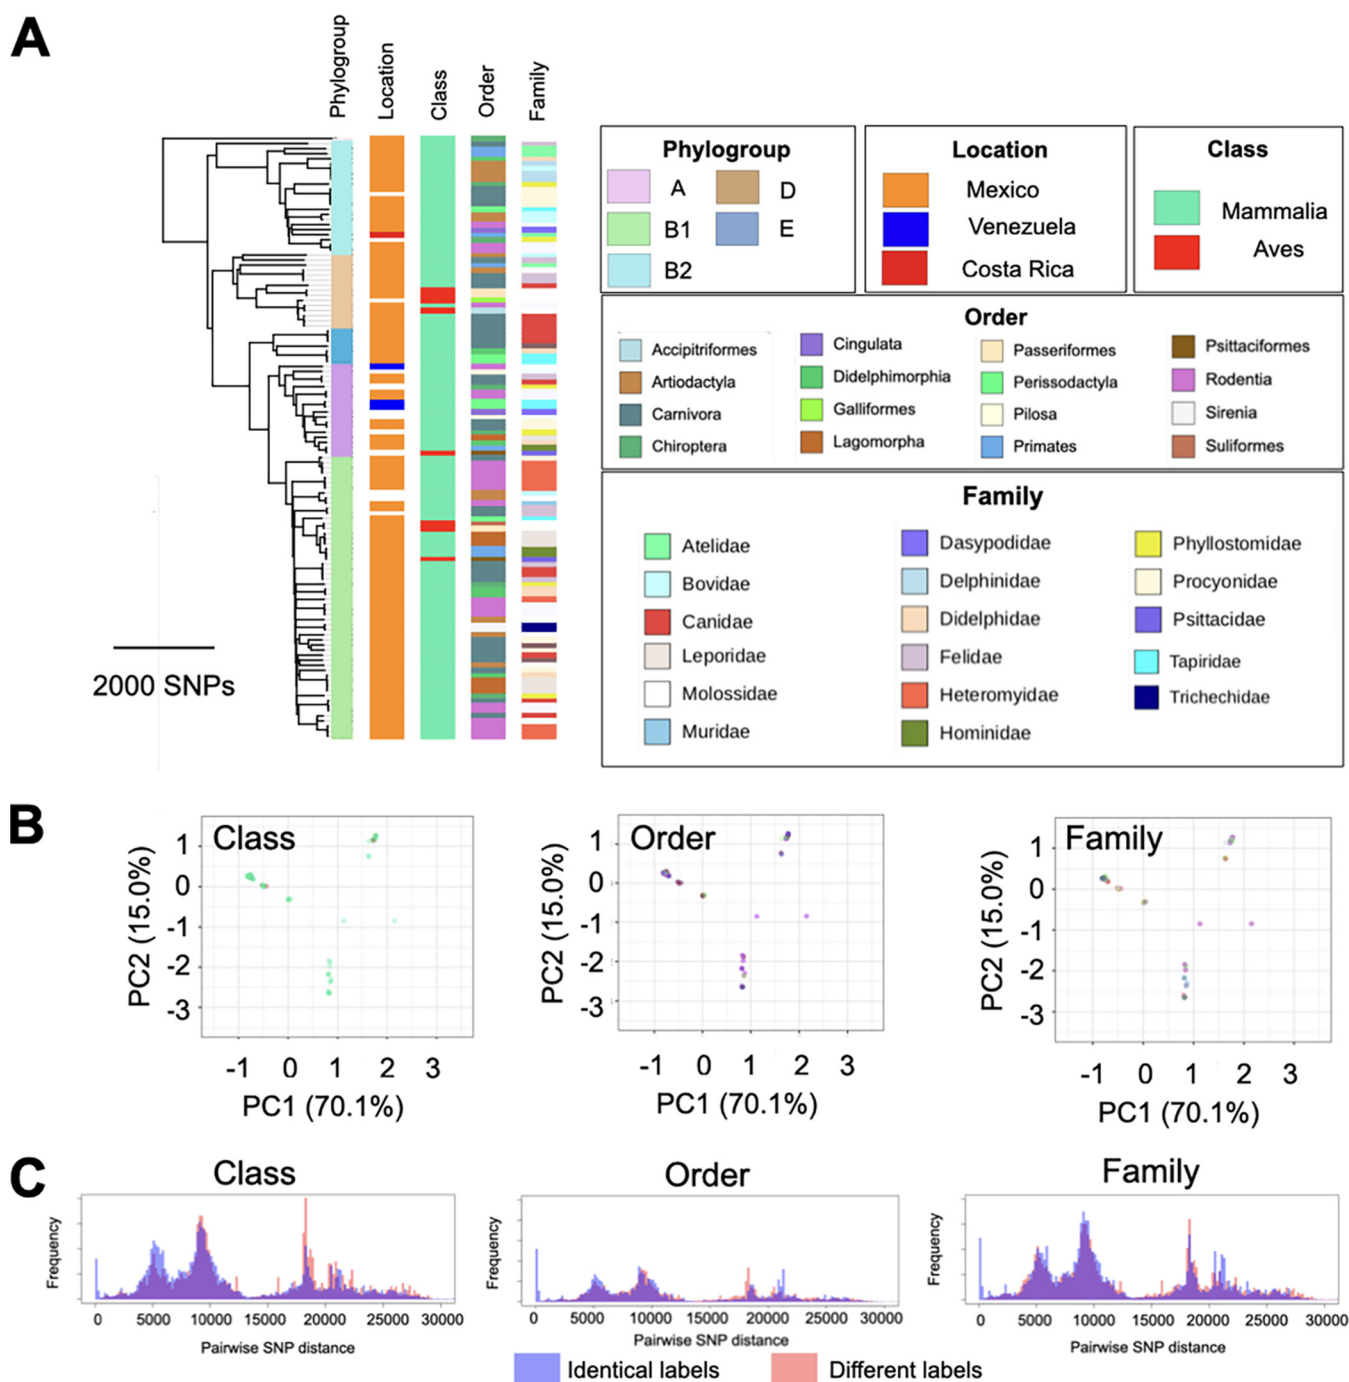 A
Phylogroup
Location
Class
Order
Family
2000 SNPs
Phylogroup
A
D
B1
E
B2
Location
Mexico
Venezuela
Costa Rica
Class
Mammalia
Aves
Order
Accipitriformes
Artiodactyla
Carnivora
Chiroptera
Cingulata
Didelphimorphia
Galliformes
Lagomorpha
Passeriformes
Perissodactyla
Pilosa
Primates
Psittaciformes
Rodentia
Sirenia
Suliformes
Family
Atelidae
Bovidae
Canidae
Leporidae
Molossidae
Muridae
Dasypodidae
Delphinidae
Didelphidae
Felidae
Heteromyidae
Hominidae
Phyllostomidae
Procyonidae
Psittacidae
Tapiridae
Trichechidae
B
Class
PC2 (15.0%)
1
0
-1
-2
-3
-1 0 1 2 3
PC1 (70.1%)
Order
PC2 (15.0%)
1
0
-1
-2
-3
-1 0 1 2 3
PC1 (70.1%)
Family
PC2 (15.0%)
1
0
-1
-2
-3
-1 0 1 2 3
PC1 (70.1%)
C
Class
Frequency
0 5000 10000 15000 20000 25000 30000
Pairwise SNP distance
Order
Frequency
0 5000 10000 15000 20000 25000 30000
Pairwise SNP distance
Family
Frequency
0 5000 10000 15000 20000 25000 30000
Pairwise SNP distance
Identical labels
Different labels